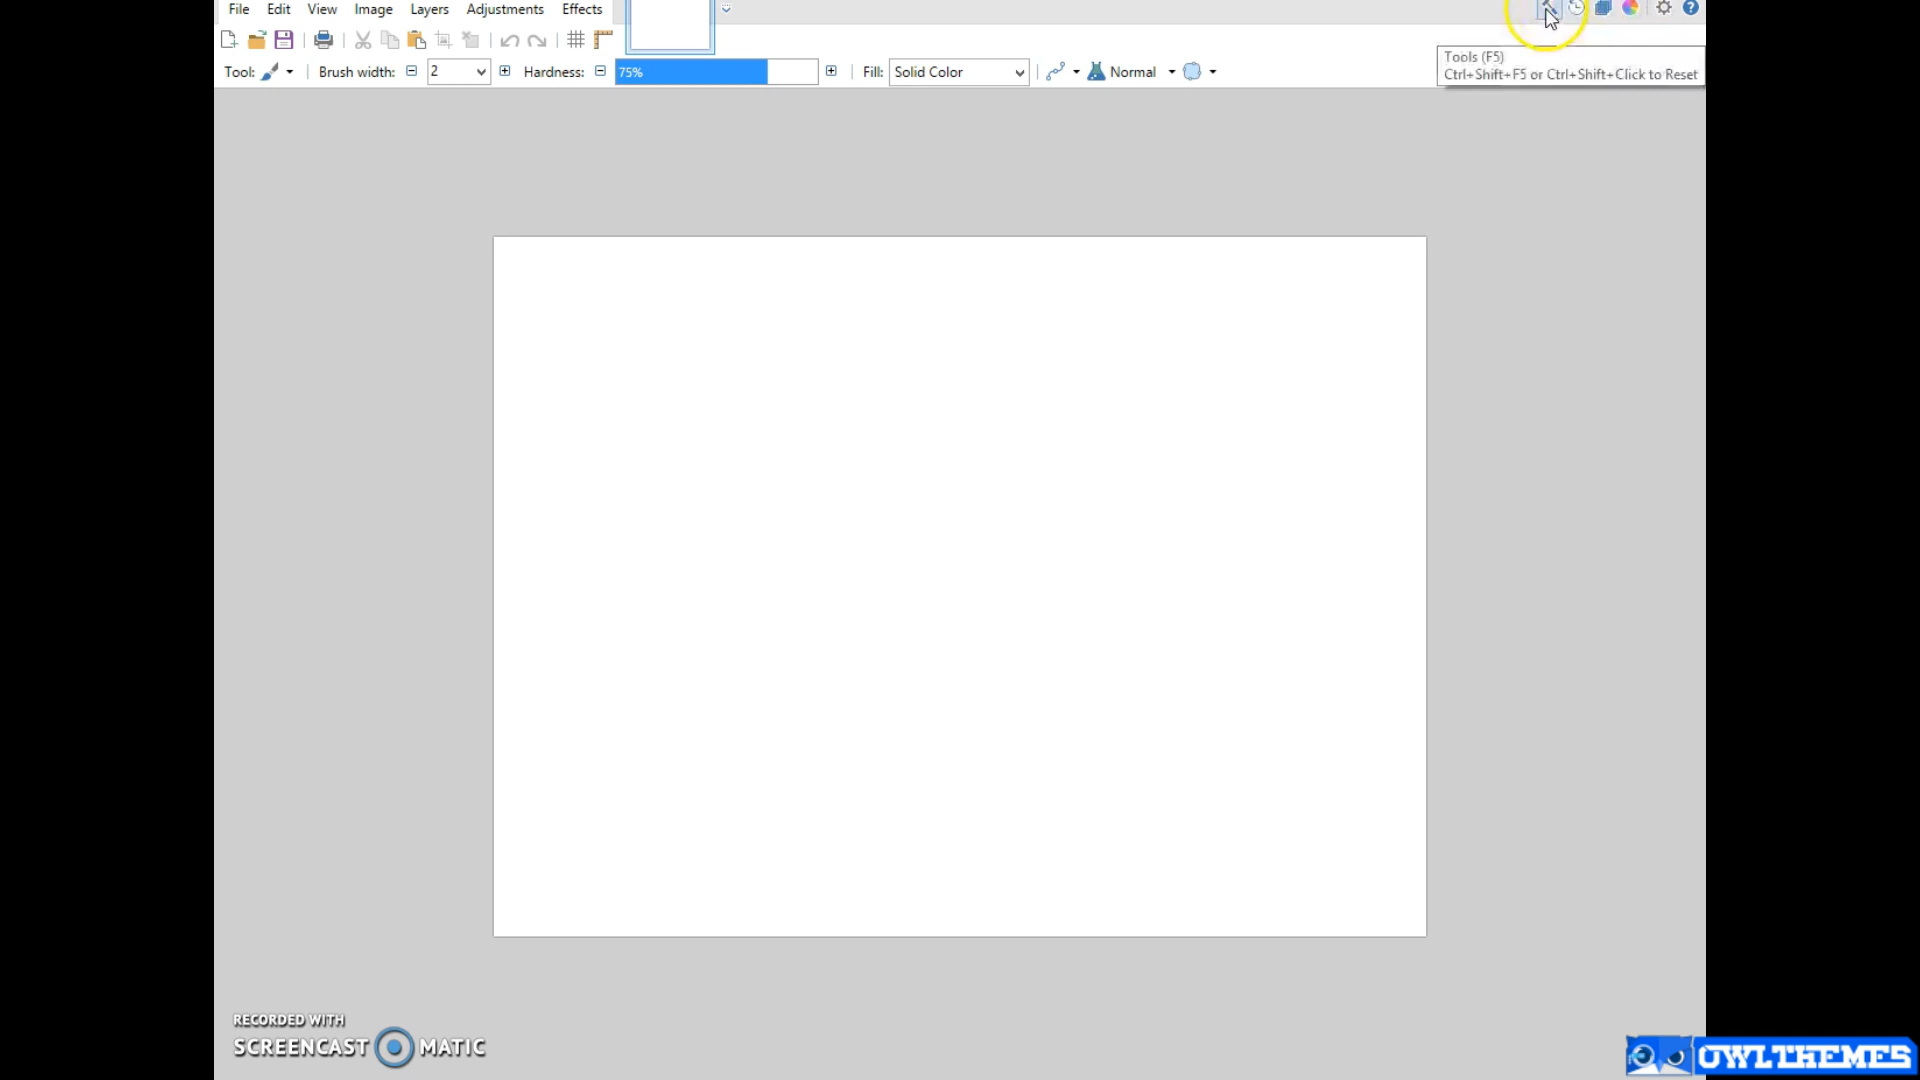 File Edit View Image Layers Adjustments Effects
Tools (F5)
Ctrl+Shift+F5 or Ctrl+Shift+Click to Reset
Tool: Brush width: 2 Hardness: 75% Fill: Solid Color Normal
RECORDED WITH
SCREENCAST MATIC
OWLTHEMES